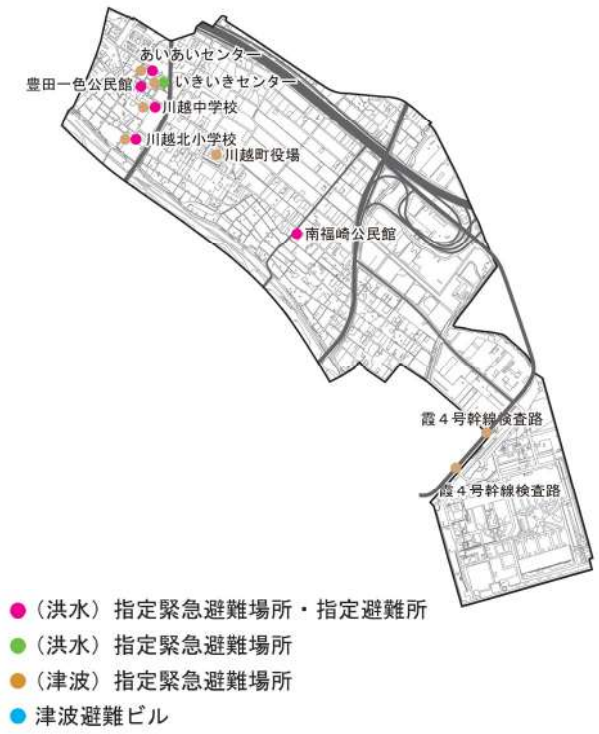 あいあいセンター
豊田一色公民館
いきいきセンター
川越中学校
川越北小学校
川越町役場
南福崎公民館
霞４号幹線検査路
霞４号幹線検査路
（洪水）指定緊急避難場所・指定避難所
（洪水）指定緊急避難場所
（津波）指定緊急避難場所
津波避難ビル